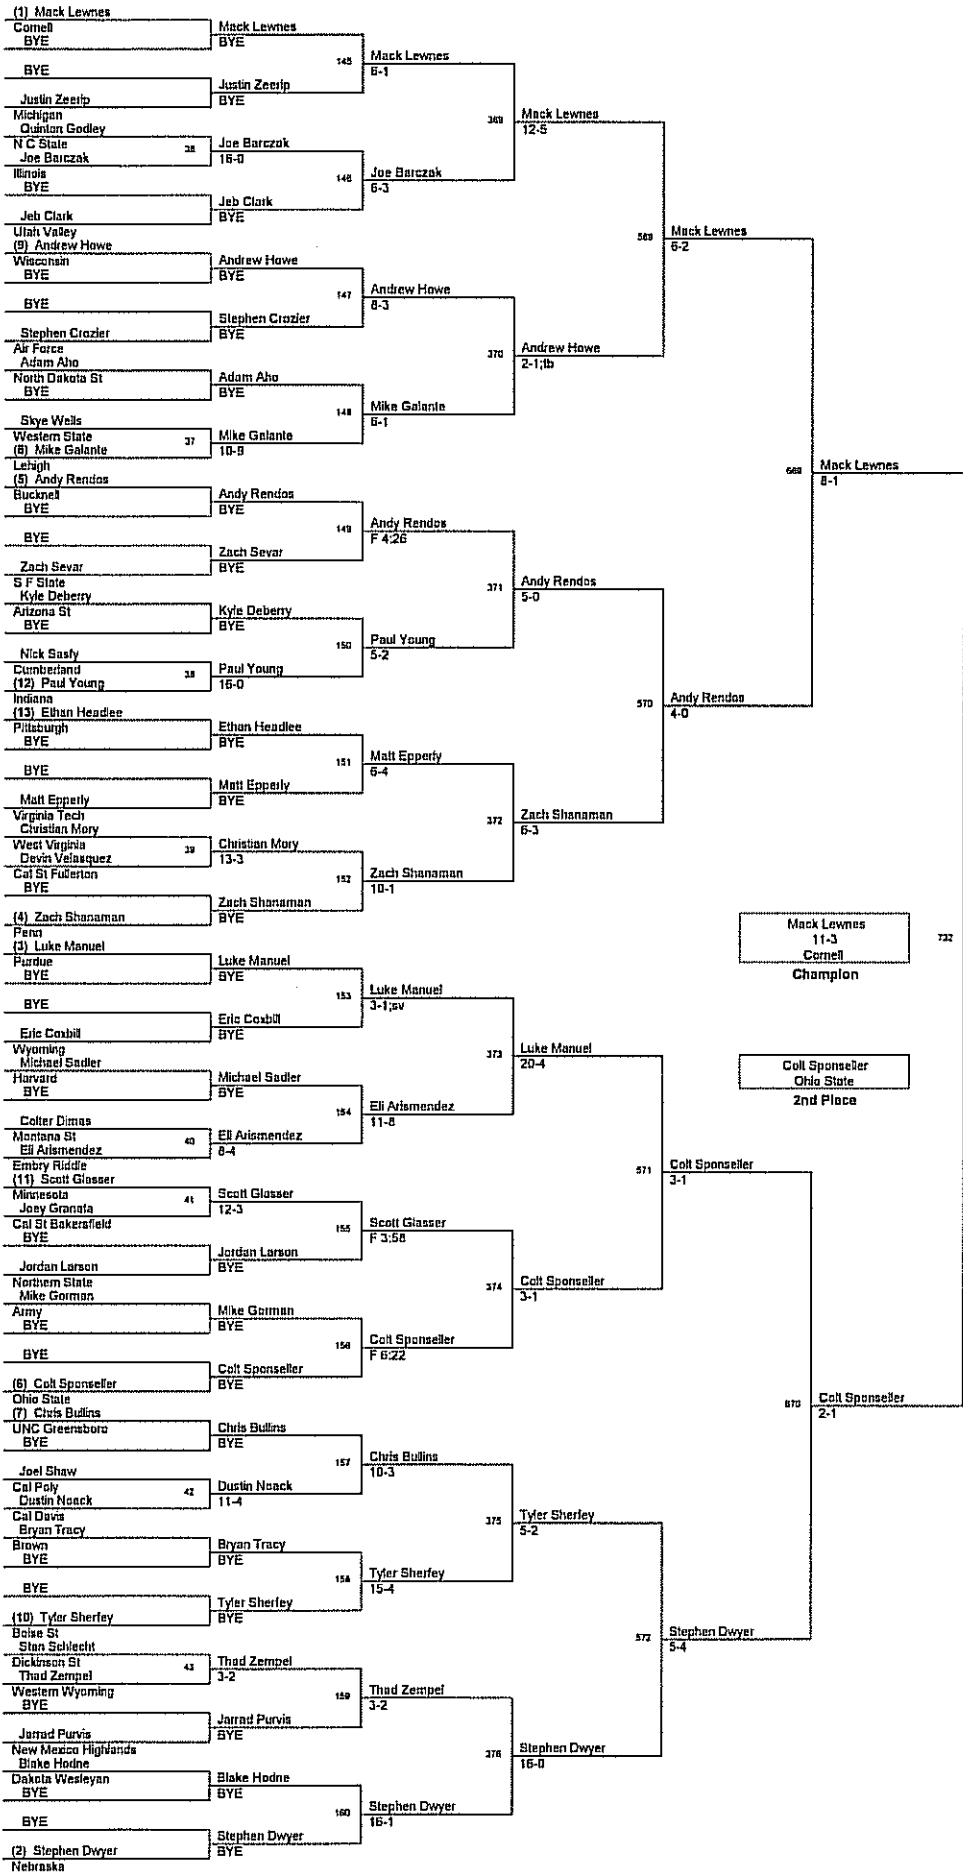 (1) Mack Lewnes
Cornell
BYE
BYE
Justin Zeerip
Michigan
Quinton Godley
N C State
Joe Barczak
Illinois
BYE
Jeb Clark
Utah Valley
(9) Andrew Howe
Wisconsin
BYE
BYE
Stephen Crozier
Air Force
Adam Aho
North Dakota St
BYE
Skye Wells
Western State
(8) Mike Galante
Lehigh
(5) Andy Rendos
Bucknell
BYE
BYE
Zach Sevar
S F State
Kyle Deberry
Arizona St
BYE
Nick Sasfy
Cumberland
(12) Paul Young
Indiana
(13) Ethan Headlee
Pittsburgh
BYE
BYE
Matt Epperly
Virginia Tech
Christian Mory
West Virginia
Devin Velasquez
Cal St Fullerton
BYE
(4) Zach Shanaman
Penn
(3) Luke Manuel
Purdue
BYE
BYE
Eric Coxbill
Wyoming
Michael Sadler
Harvard
BYE
Colter Dimas
Montana St
Eli Arismendez
Embry Riddle
(11) Scott Glasser
Minnesota
Joey Granata
Cal St Bakersfield
BYE
Jordan Larson
Northern State
Mike Gorman
Army
BYE
BYE
(6) Colt Sponseller
Ohio State
(7) Chris Bullins
UNC Greensboro
BYE
Joel Shaw
Cal Poly
Dustin Noack
Cal Davis
Bryan Tracy
Brown
BYE
BYE
(10) Tyler Sherfey
Boise St
Stan Schlecht
Dickinson St
Thad Zempel
Western Wyoming
BYE
Jarrad Purvis
New Mexico Highlands
Blake Hodne
Dakota Wesleyan
BYE
BYE
(2) Stephen Dwyer
Nebraska
38
37
38
39
40
41
42
43
Mack Lewnes
BYE
Justin Zeerip
BYE
Joe Barczak
16-0
Jeb Clark
BYE
Andrew Howe
BYE
Stephen Crozier
BYE
Adam Aho
BYE
Mike Galante
10-9
Andy Rendos
BYE
Zach Sevar
BYE
Kyle Deberry
BYE
Paul Young
16-0
Ethan Headlee
BYE
Matt Epperly
BYE
Christian Mory
13-3
Zach Shanaman
BYE
Luke Manuel
BYE
Eric Coxbill
BYE
Michael Sadler
BYE
Eli Arismendez
8-4
Scott Glasser
12-3
Jordan Larson
BYE
Mike Gorman
BYE
Colt Sponseller
BYE
Chris Bullins
BYE
Dustin Noack
11-4
Bryan Tracy
BYE
Tyler Sherfey
BYE
Thad Zempel
3-2
Jarrad Purvis
BYE
Blake Hodne
BYE
Stephen Dwyer
BYE
145
146
147
148
149
150
151
152
153
154
155
156
157
158
159
160
Mack Lewnes
6-1
Joe Barczak
6-3
Andrew Howe
8-3
Mike Galante
6-1
Andy Rendos
F 4:26
Paul Young
5-2
Matt Epperly
6-4
Zach Shanaman
10-1
Luke Manuel
3-1;sv
Eli Arismendez
11-8
Scott Glasser
F 3:58
Colt Sponseller
F 6:22
Chris Bullins
10-3
Tyler Sherfey
15-4
Thad Zempel
3-2
Stephen Dwyer
16-1
369
370
371
372
373
374
375
376
Mack Lewnes
12-5
Andrew Howe
2-1;tb
Andy Rendos
5-0
Zach Shanaman
6-3
Luke Manuel
20-4
Colt Sponseller
3-1
Tyler Sherfey
5-2
Stephen Dwyer
16-0
569
570
571
572
Mack Lewnes
6-2
Andy Rendos
4-0
Colt Sponseller
3-1
Stephen Dwyer
5-4
669
670
Mack Lewnes
8-1
Colt Sponseller
2-1
Mack Lewnes
11-3
Cornell
Champion
732
Colt Sponseller
Ohio State
2nd Place